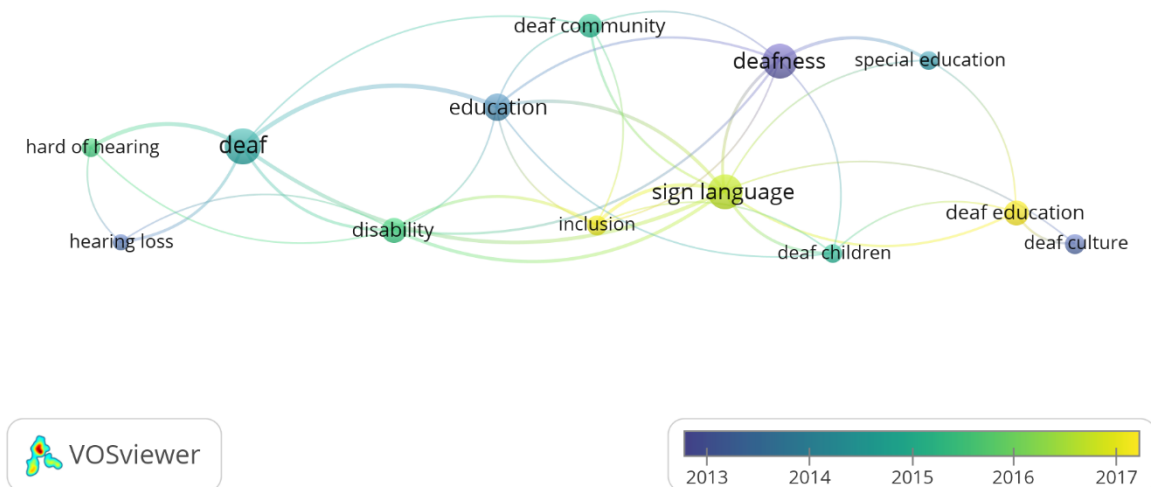 deaf community
deafness
special education
education
hard of hearing
deaf
sign language
deaf education
inclusion
disability
hearing loss
deaf culture
deaf children
VOSviewer
2013 2014 2015 2016 2017